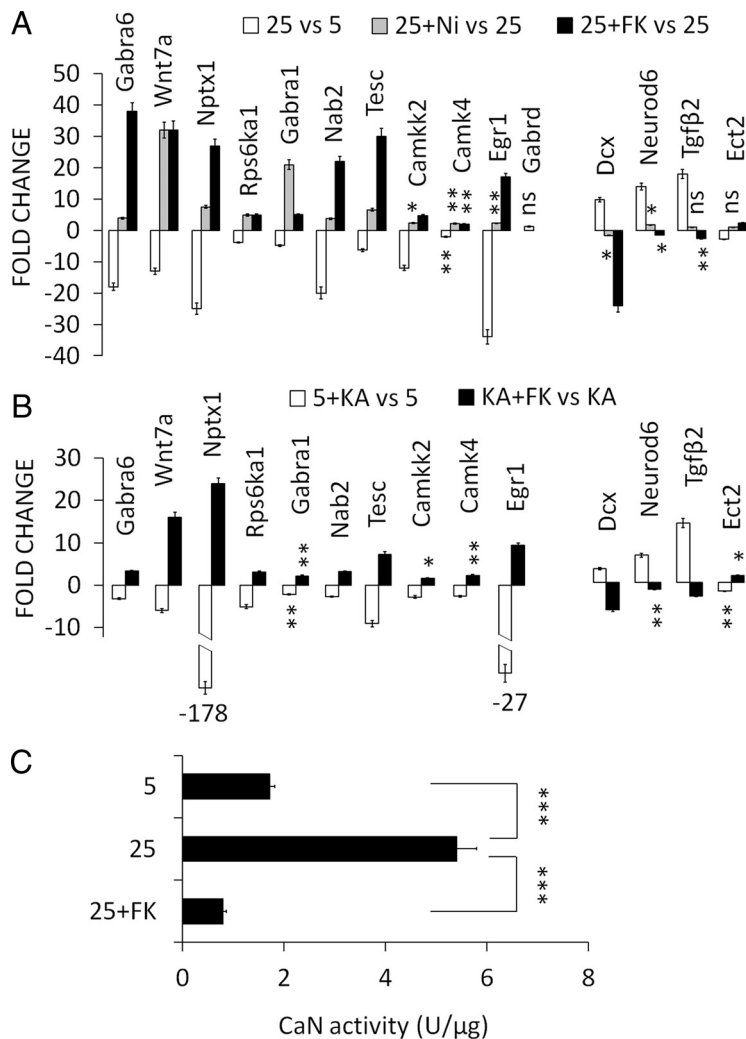 A
25 vs 5 25+Ni vs 25 25+FK vs 25
FOLD CHANGE
50
40
30
20
10
0
-10
-20
-30
-40
Gabra6
Wnt7a
Nptx1
Rps6ka1
Gabra1
Nab2
Tesc
Camkk2
Camk4
Egr1
Gabrd
Dcx
Neurod6
Tgfβ2
Ect2
*
**
**
**
**
ns
*
*
*
ns
**
B
5+KA vs 5 KA+FK vs KA
FOLD CHANGE
30
20
10
0
-10
Gabra6
Wnt7a
Nptx1
Rps6ka1
Gabra1
Nab2
Tesc
Camkk2
Camk4
Egr1
Dcx
Neurod6
Tgfβ2
Ect2
**
**
*
**
**
*
**
-178
-27
C
5
25
25+FK
***
***
0 2 4 6 8
CaN activity (U/μg)